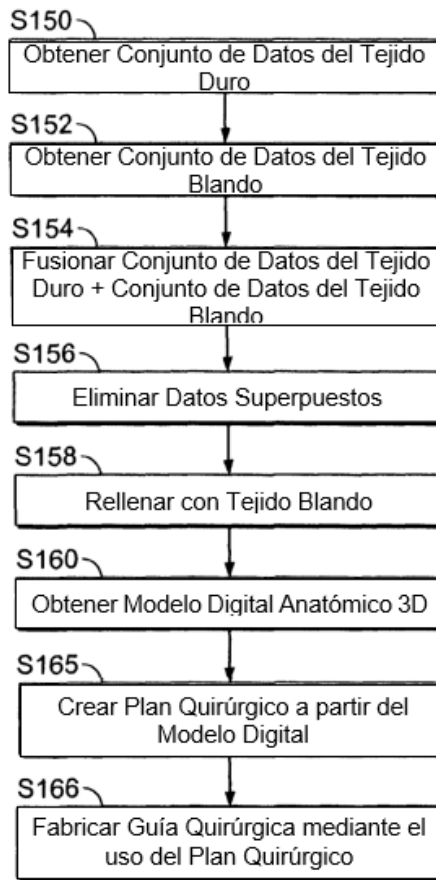 S150
Obtener Conjunto de Datos del Tejido
Duro
S152
Obtener Conjunto de Datos del Tejido
Blando
S154
Fusionar Conjunto de Datos del Tejido
Duro + Conjunto de Datos del Tejido
Blando
S156
Eliminar Datos Superpuestos
S158
Rellenar con Tejido Blando
S160
Obtener Modelo Digital Anatómico 3D
S165
Crear Plan Quirúrgico a partir del
Modelo Digital
S166
Fabricar Guía Quirúrgica mediante el
uso del Plan Quirúrgico